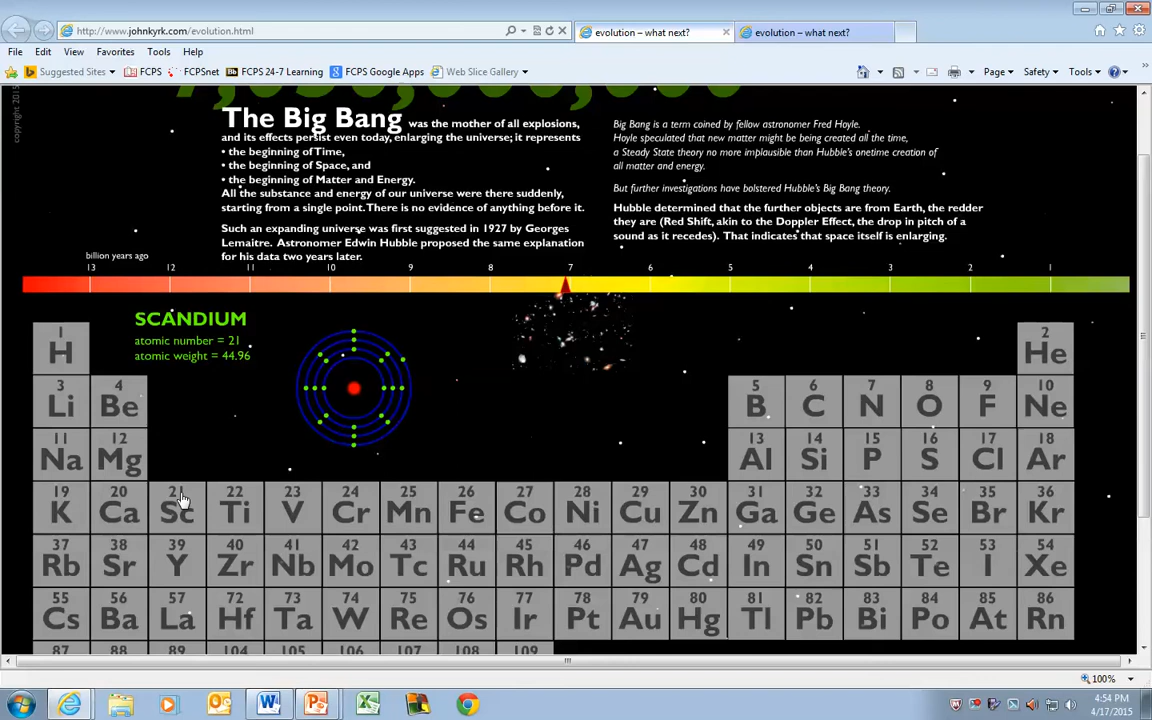 http://www.johnkyrk.com/evolution.html
evolution – what next?
evolution – what next?
File Edit View Favorites Tools Help
Suggested Sites FCPS FCPSnet FCPS 24-7 Learning FCPS Google Apps Web Slice Gallery Page Safety Tools
copyright 2015
The Big Bang was the mother of all explosions,
and its effects persist even today, enlarging the universe; it represents
• the beginning of Time,
• the beginning of Space, and
• the beginning of Matter and Energy.
All the substance and energy of our universe were there suddenly,
starting from a single point. There is no evidence of anything before it.
Such an expanding universe was first suggested in 1927 by Georges
Lemaitre. Astronomer Edwin Hubble proposed the same explanation
for his data two years later.
Big Bang is a term coined by fellow astronomer Fred Hoyle.
Hoyle speculated that new matter might be being created all the time,
a Steady State theory no more implausible than Hubble's onetime creation of
all matter and energy.
But further investigations have bolstered Hubble's Big Bang theory.
Hubble determined that the further objects are from Earth, the redder
they are (Red Shift, akin to the Doppler Effect, the drop in pitch of a
sound as it recedes). That indicates that space itself is enlarging.
billion years ago
13 12 11 10 9 8 7 6 5 4 3 2 1
SCANDIUM
atomic number = 21
atomic weight = 44.96
1 2
H He
3 4 5 6 7 8 9 10
Li Be B C N O F Ne
11 12 13 14 15 16 17 18
Na Mg Al Si P S Cl Ar
19 20 21 22 23 24 25 26 27 28 29 30 31 32 33 34 35 36
K Ca Sc Ti V Cr Mn Fe Co Ni Cu Zn Ga Ge As Se Br Kr
37 38 39 40 41 42 43 44 45 46 47 48 49 50 51 52 53 54
Rb Sr Y Zr Nb Mo Tc Ru Rh Pd Ag Cd In Sn Sb Te I Xe
55 56 57 72 73 74 75 76 77 78 79 80 81 82 83 84 85 86
Cs Ba La Hf Ta W Re Os Ir Pt Au Hg Tl Pb Bi Po At Rn
87 88 89 104 105 106 107 108 109
100%
4:54 PM
4/17/2015